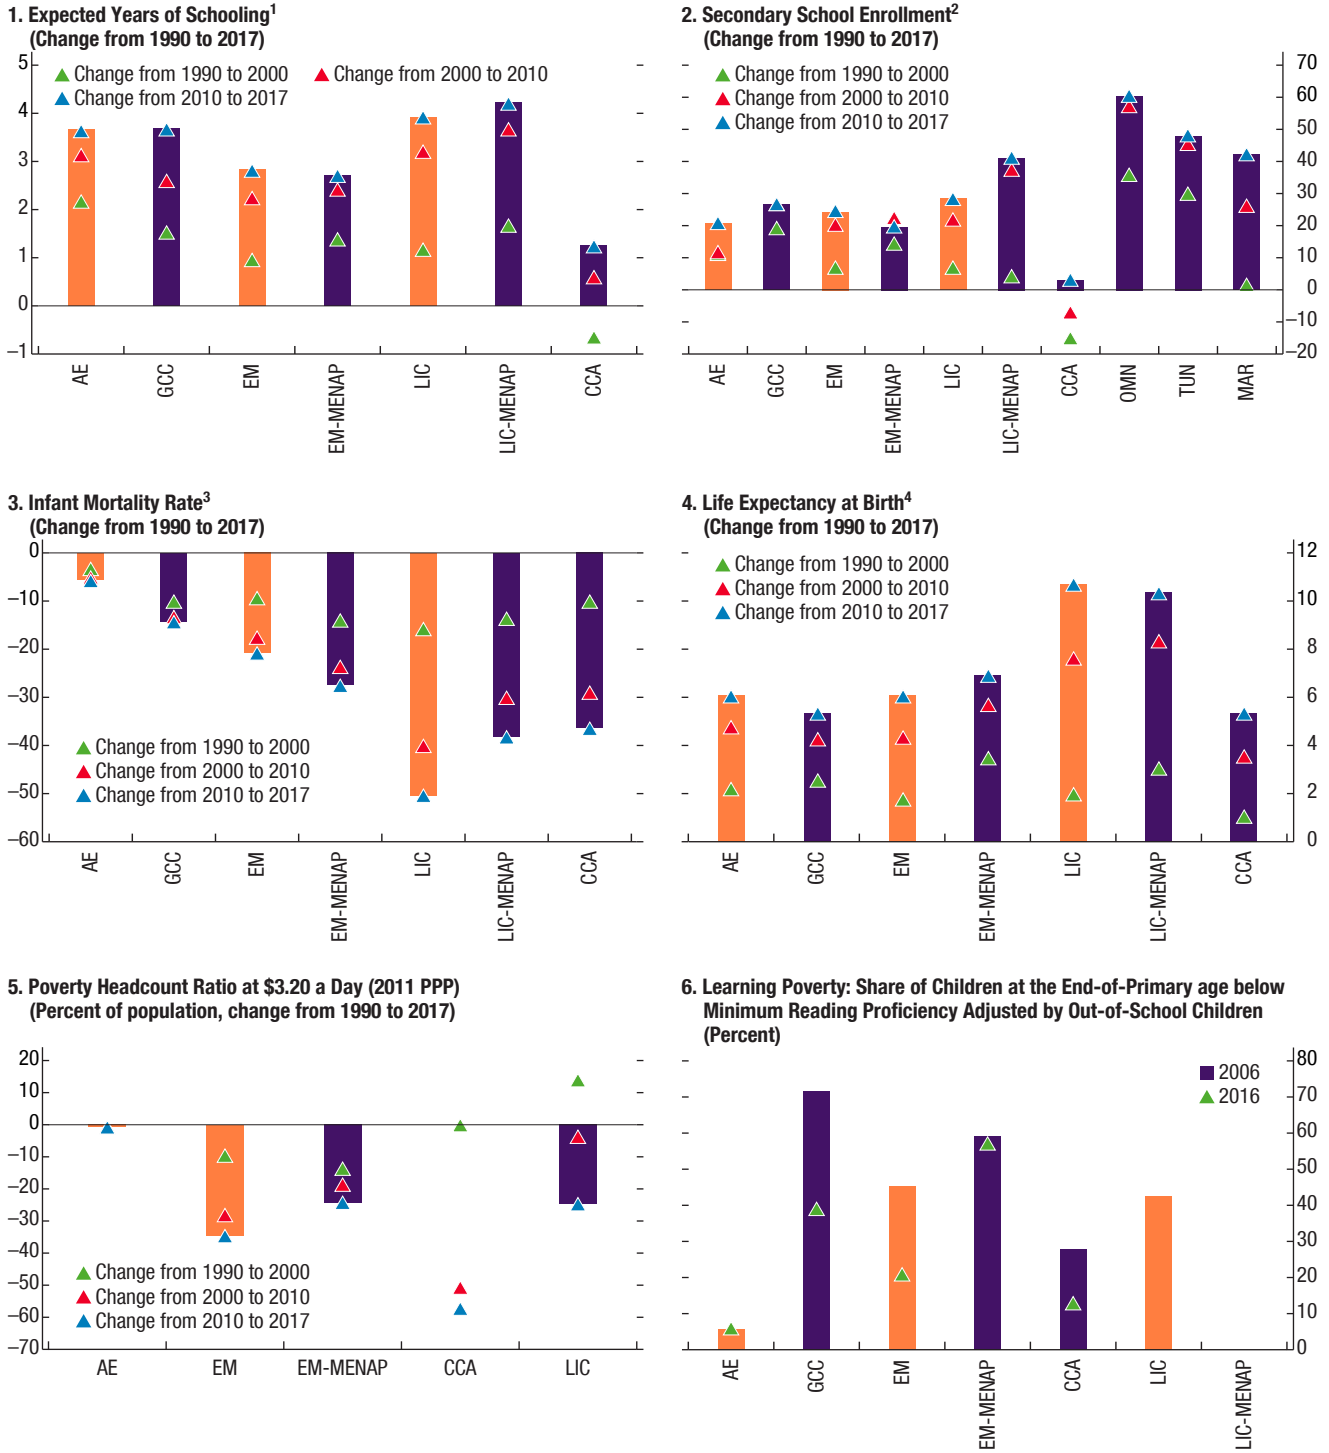 1. Expected Years of Schooling1
(Change from 1990 to 2017)
5
4
3
2
1
0
–1
Change from 1990 to 2000
Change from 2000 to 2010
Change from 2010 to 2017
AE
GCC
EM
EM-MENAP
LIC
LIC-MENAP
CCA
2. Secondary School Enrollment2
(Change from 1990 to 2017)
Change from 1990 to 2000
Change from 2000 to 2010
Change from 2010 to 2017
70
60
50
40
30
20
10
0
–10
–20
AE
GCC
EM
EM-MENAP
LIC
LIC-MENAP
CCA
OMN
TUN
MAR
3. Infant Mortality Rate3
(Change from 1990 to 2017)
0
–10
–20
–30
–40
–50
–60
Change from 1990 to 2000
Change from 2000 to 2010
Change from 2010 to 2017
AE
GCC
EM
EM-MENAP
LIC
LIC-MENAP
CCA
4. Life Expectancy at Birth4
(Change from 1990 to 2017)
Change from 1990 to 2000
Change from 2000 to 2010
Change from 2010 to 2017
12
10
8
6
4
2
0
AE
GCC
EM
EM-MENAP
LIC
LIC-MENAP
CCA
5. Poverty Headcount Ratio at $3.20 a Day (2011 PPP)
(Percent of population, change from 1990 to 2017)
20
10
0
–10
–20
–30
–40
–50
–60
–70
Change from 1990 to 2000
Change from 2000 to 2010
Change from 2010 to 2017
AE
EM
EM-MENAP
CCA
LIC
6. Learning Poverty: Share of Children at the End-of-Primary age below
Minimum Reading Proficiency Adjusted by Out-of-School Children
(Percent)
2006
2016
80
70
60
50
40
30
20
10
0
AE
GCC
EM
EM-MENAP
CCA
LIC
LIC-MENAP